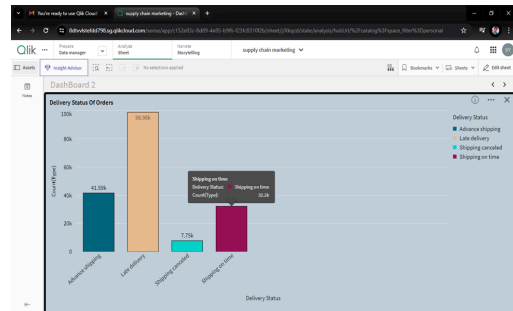 You're ready to use Qlik Cloud
supply chain marketing - Dash
Qlik
Prepare
Data manager
Analyze
Sheet
Narrate
Storytelling
supply chain marketing
Assets
Insight Advisor
No selections applied
Bookmarks
Sheets
Edit sheet
Notes
DashBoard 2
Delivery Status Of Orders
Count(Type)
100k
80k
60k
40k
20k
0
41.59k
98.98k
7.75k
Shipping on time
Delivery Status: Shipping on time
Count(Type):
Advance shipping
Late delivery
Shipping canceled
Shipping on time
Delivery Status
Delivery Status
Advance shipping
Late delivery
Shipping canceled
Shipping on time